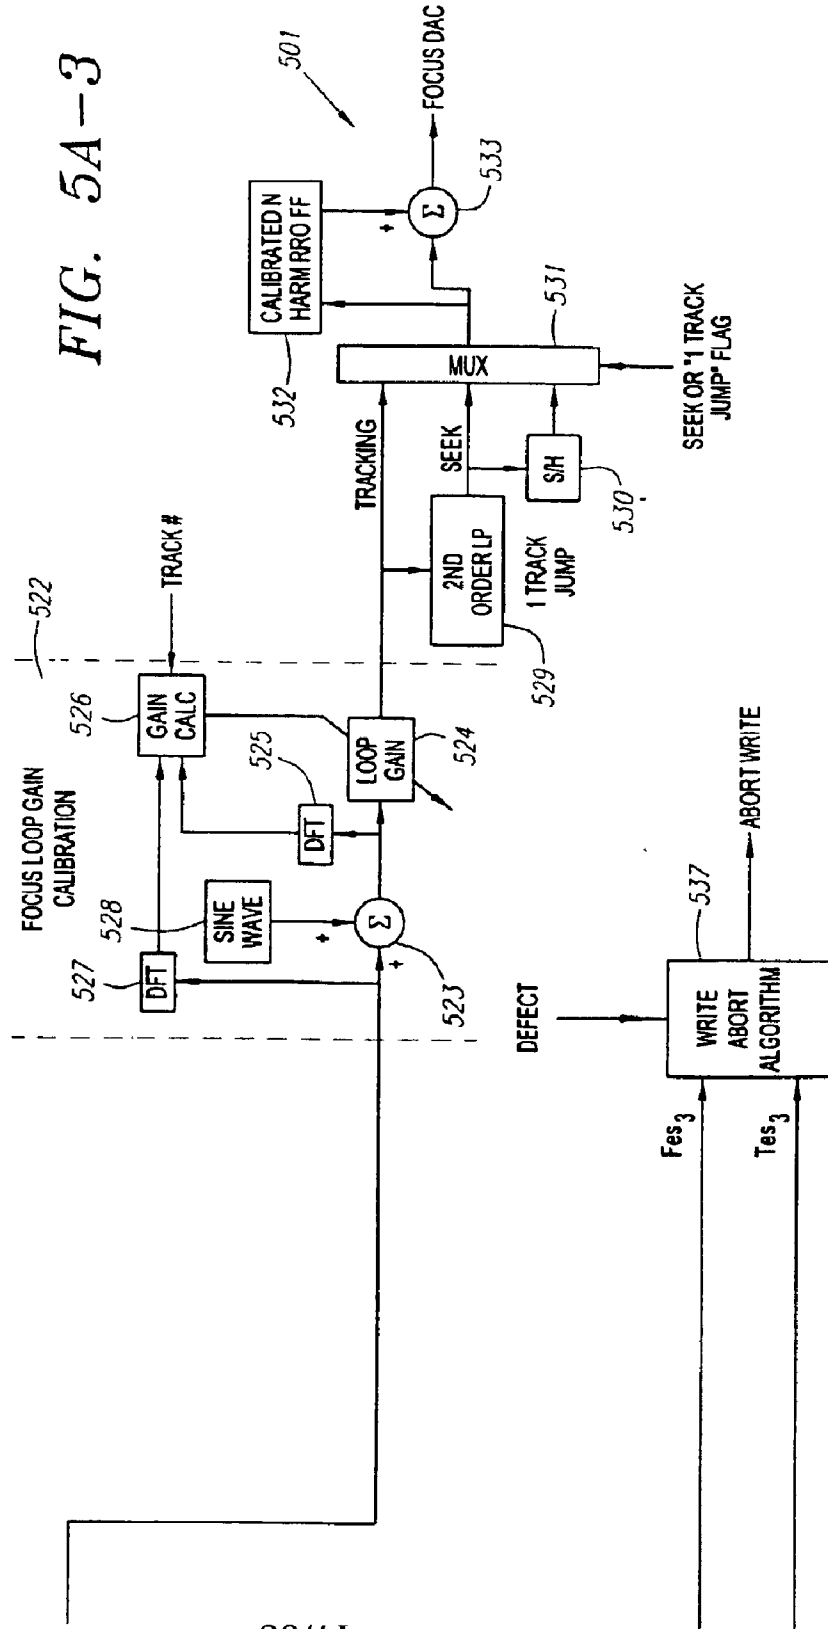 FIG. 5A-3
501
FOCUS DAC
533
Σ
+
CALIBRATED N
HARM RRO FF
532
531
MUX
SEEK OR "1 TRACK
JUMP" FLAG
TRACKING
SEEK
S/H
530
2ND
ORDER LP
1 TRACK
JUMP
529
522
TRACK #
526
GAIN
CALC
525
DFT
LOOP
GAIN
524
FOCUS LOOP GAIN
CALIBRATION
528
SINE
WAVE
+
Σ
+
523
527
DFT
DEFECT
537
WRITE
ABORT
ALGORITHM
ABORT WRITE
Fes3
Tes3